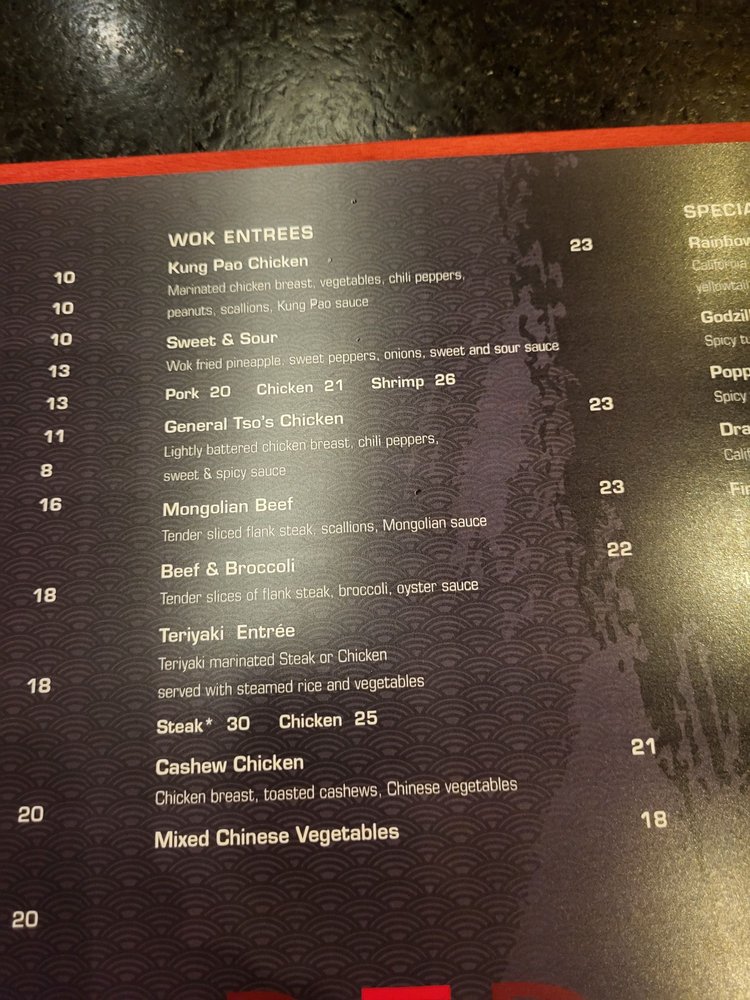 10
10
10
13
13
11
8
16
18
18
20
20
WOK ENTREES
Kung Pao Chicken 23
Marinated chicken breast, vegetables, chili peppers,
peanuts, scallions, Kung Pao sauce
Sweet & Sour
Wok fried pineapple, sweet peppers, onions, sweet and sour sauce
Pork 20 Chicken 21 Shrimp 26
General Tso's Chicken 23
Lightly battered chicken breast, chili peppers,
sweet & spicy sauce
Mongolian Beef 23
Tender sliced flank steak, scallions, Mongolian sauce
Beef & Broccoli 22
Tender slices of flank steak, broccoli, oyster sauce
Teriyaki Entrée
Teriyaki marinated Steak or Chicken
served with steamed rice and vegetables
Steak* 30 Chicken 25
Cashew Chicken 21
Chicken breast, toasted cashews, Chinese vegetables
Mixed Chinese Vegetables 18
California
Spicy
Spicy